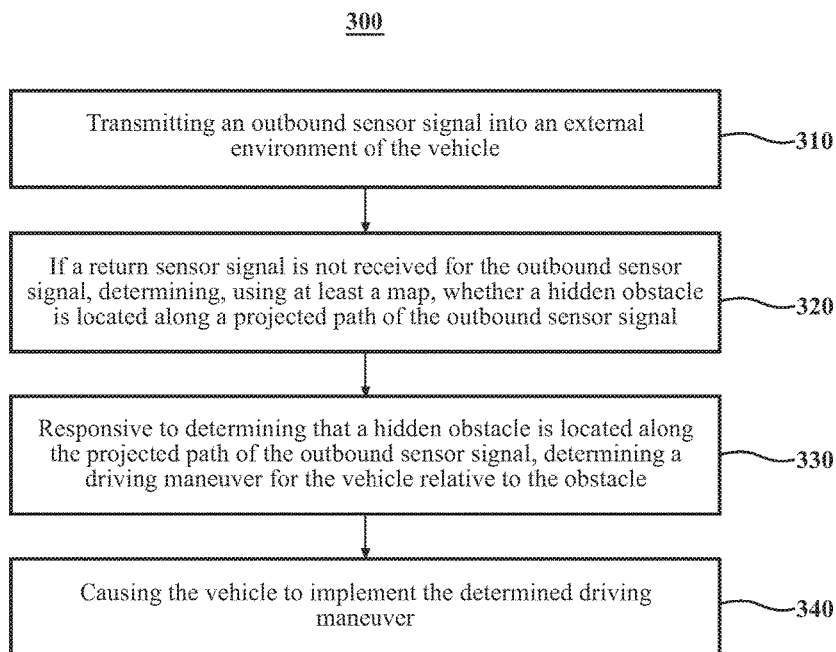 300
Transmitting an outbound sensor signal into an external
environment of the vehicle
310
If a return sensor signal is not received for the outbound sensor
signal, determining, using at least a map, whether a hidden obstacle
is located along a projected path of the outbound sensor signal
320
Responsive to determining that a hidden obstacle is located along
the projected path of the outbound sensor signal, determining a
driving maneuver for the vehicle relative to the obstacle
330
Causing the vehicle to implement the determined driving
maneuver
340